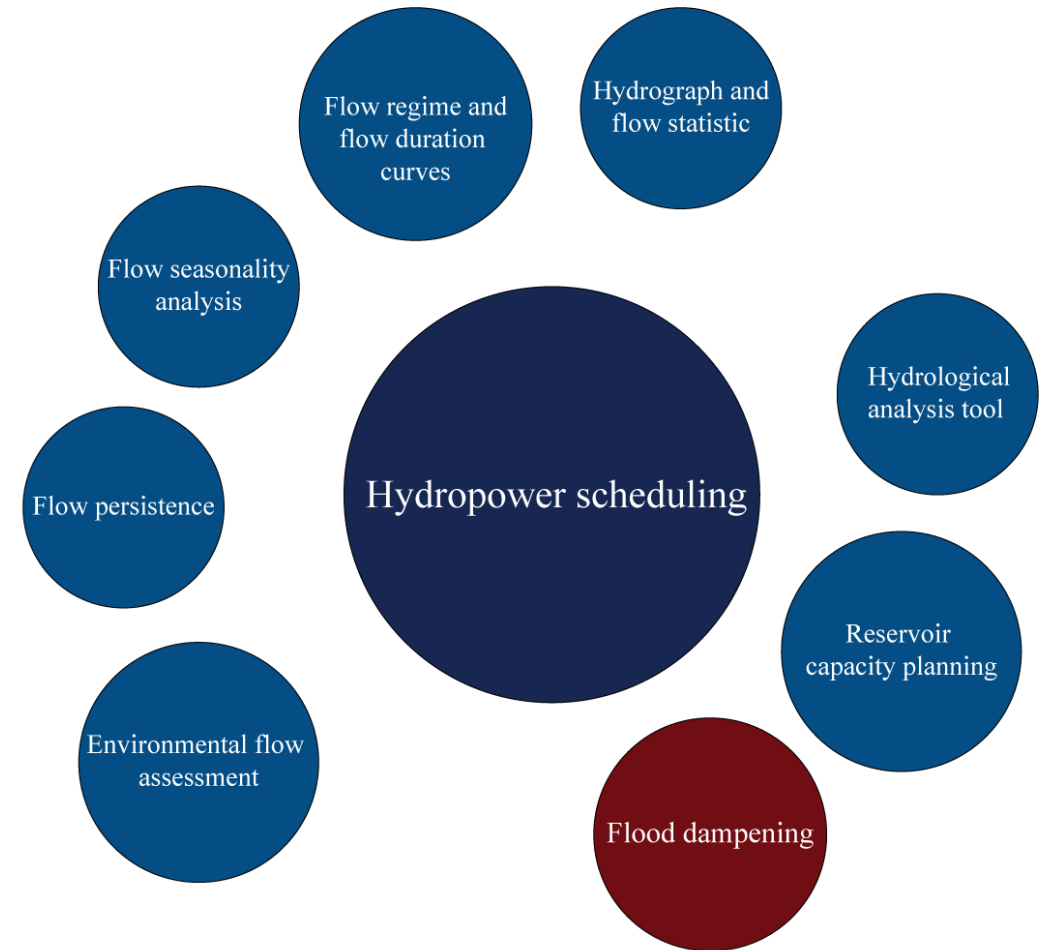 Flow regime and
flow duration
curves
Hydrograph and
flow statistic
Flow seasonality
analysis
Hydrological
analysis tool
Flow persistence
Hydropower scheduling
Reservoir
capacity planning
Environmental flow
assessment
Flood dampening